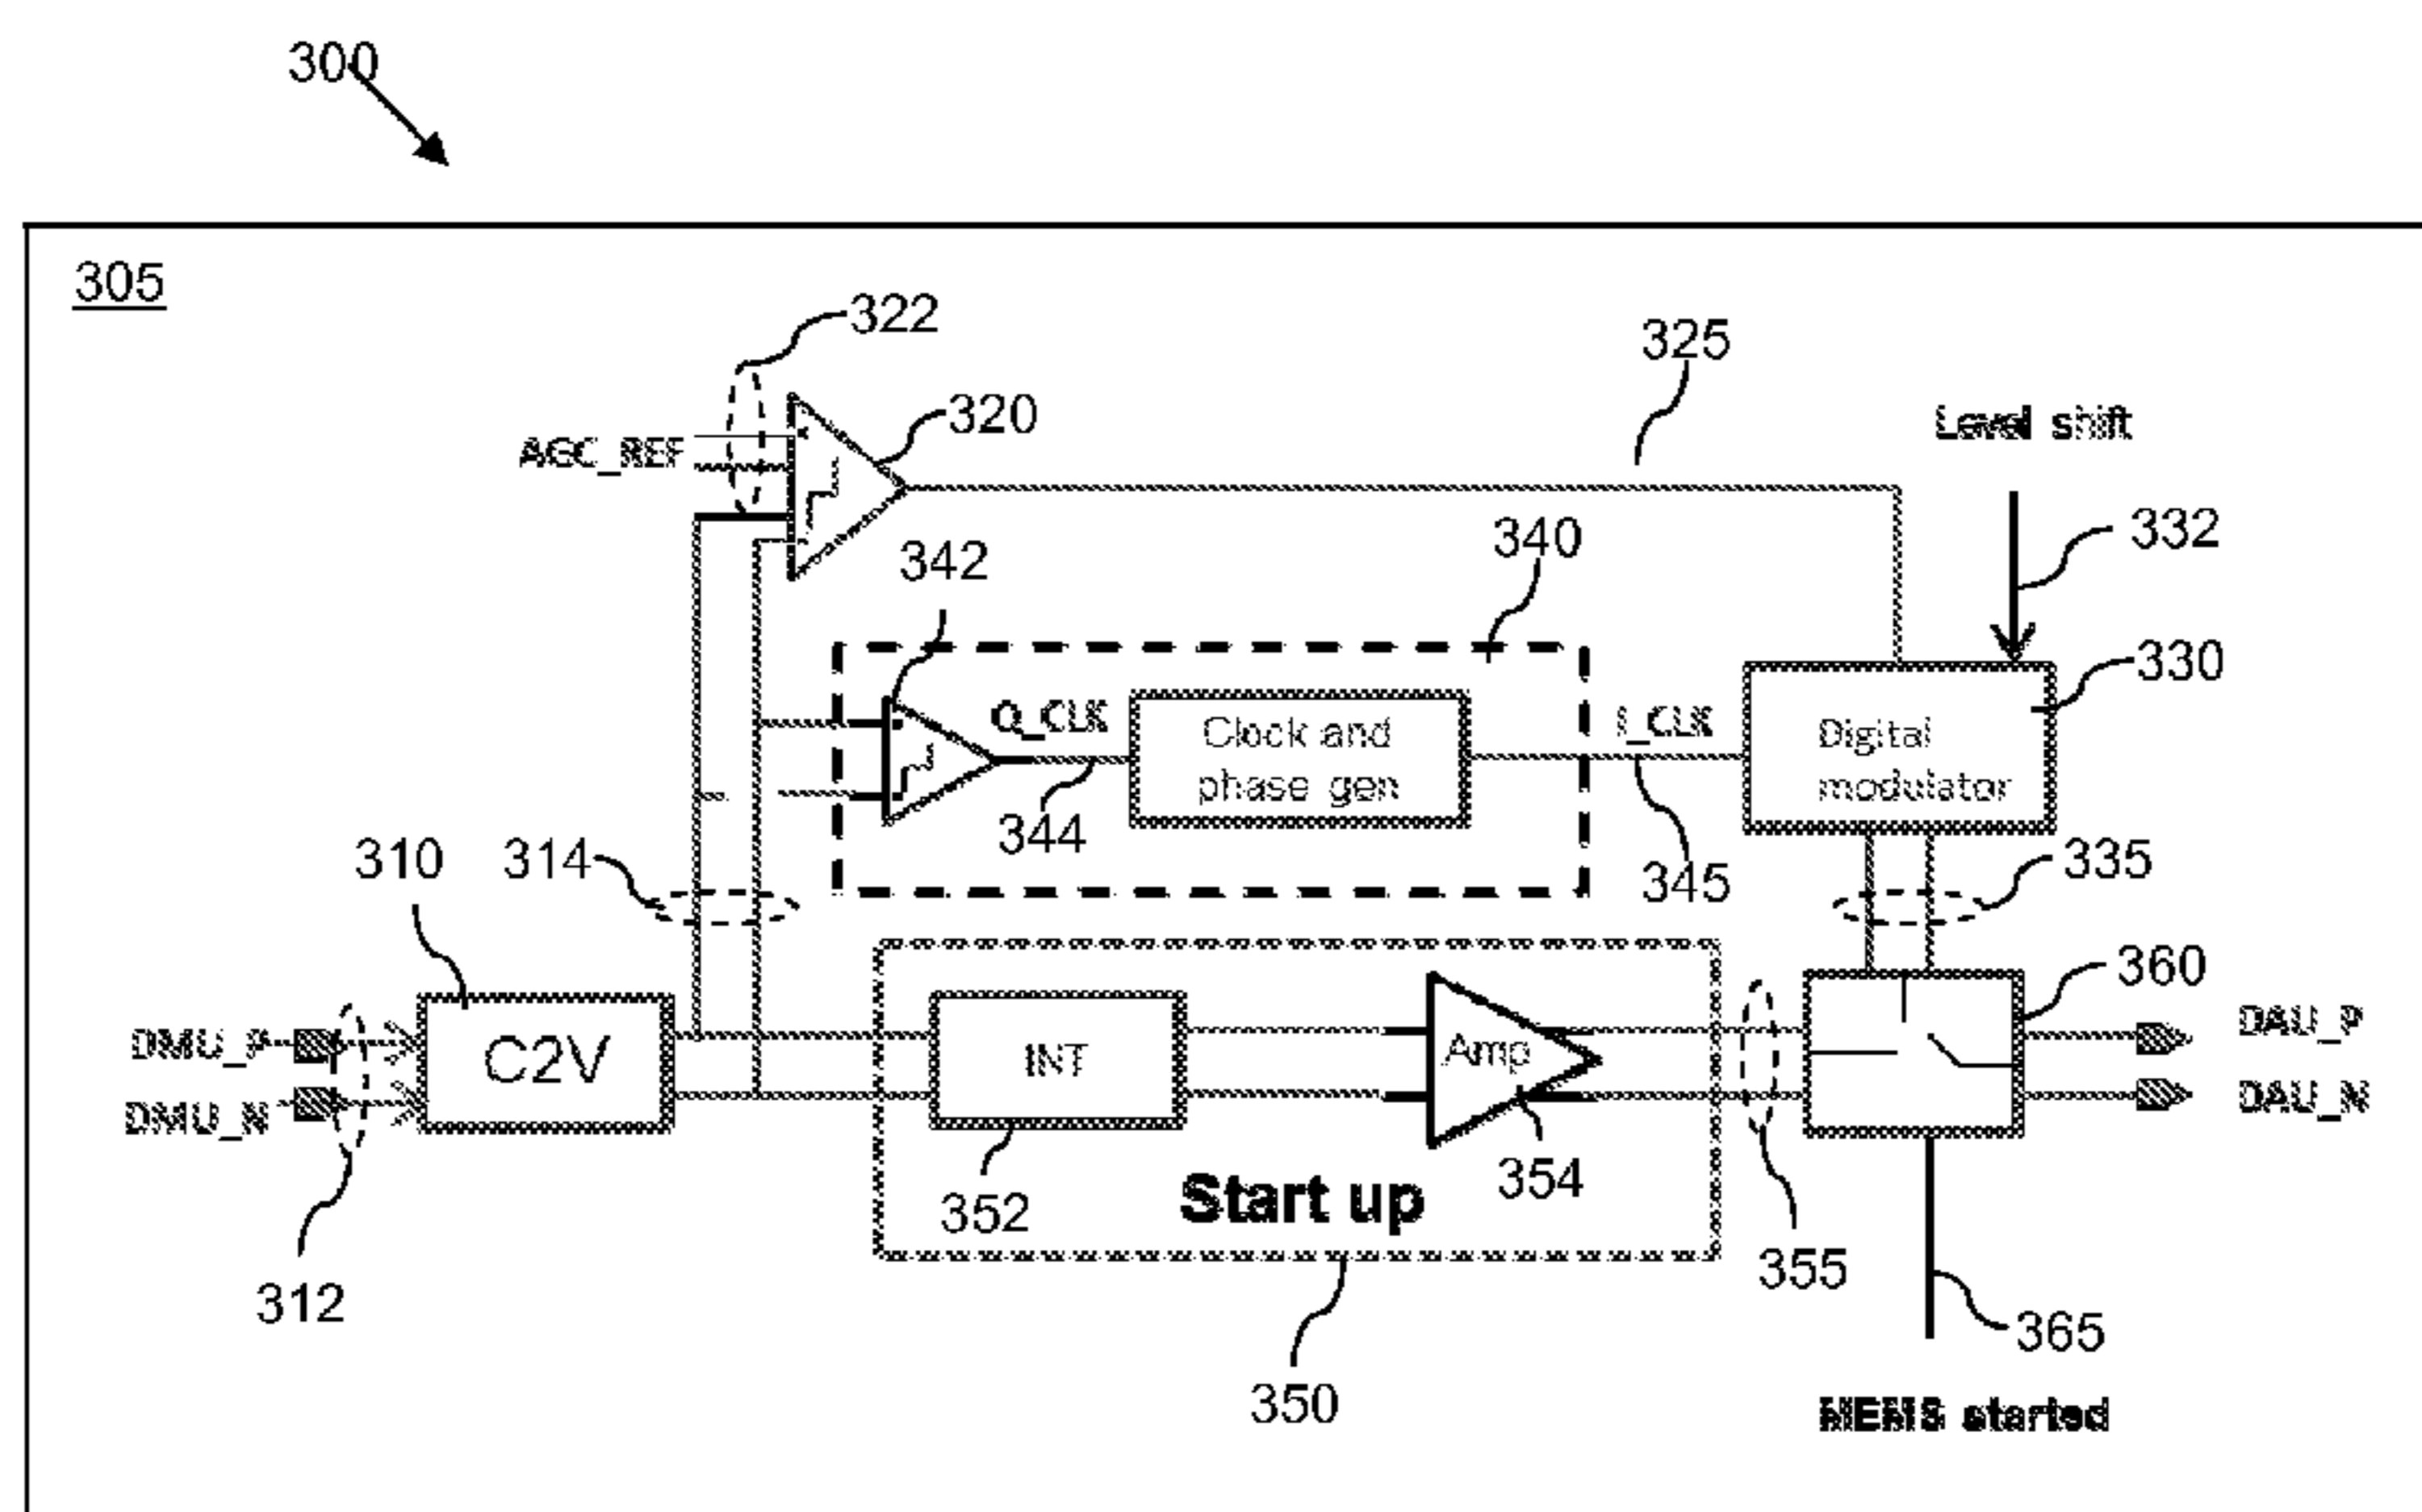 300
305
322
325
320
Level shift
AGC_REF
332
340
342
330
Q_CLK
Clock and
phase gen
I_CLK
Digital
modulator
344
345
310
314
335
360
DMU_P
C2V
INT
Amp
DAU_P
DMU_N
DAU_N
352
Start up
354
355
312
365
350
MEMS started